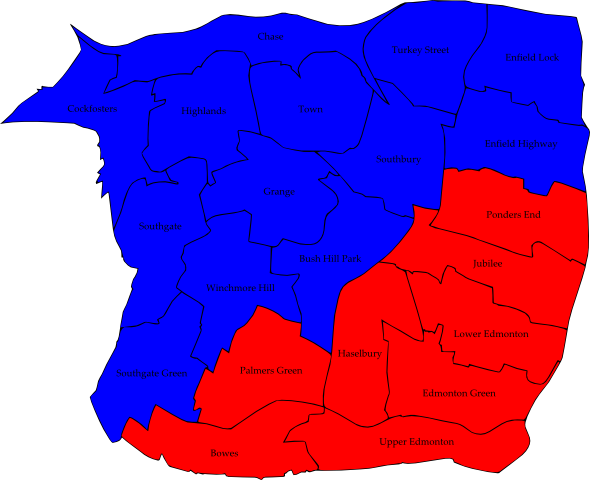 Chase
Turkey Street
Enfield Lock
Cockfosters
Highlands
Town
Enfield Highway
Southbury
Grange
Ponders End
Southgate
Bush Hill Park
Jubilee
Winchmore Hill
Lower Edmonton
Haselbury
Palmers Green
Southgate Green
Edmonton Green
Upper Edmonton
Bowes